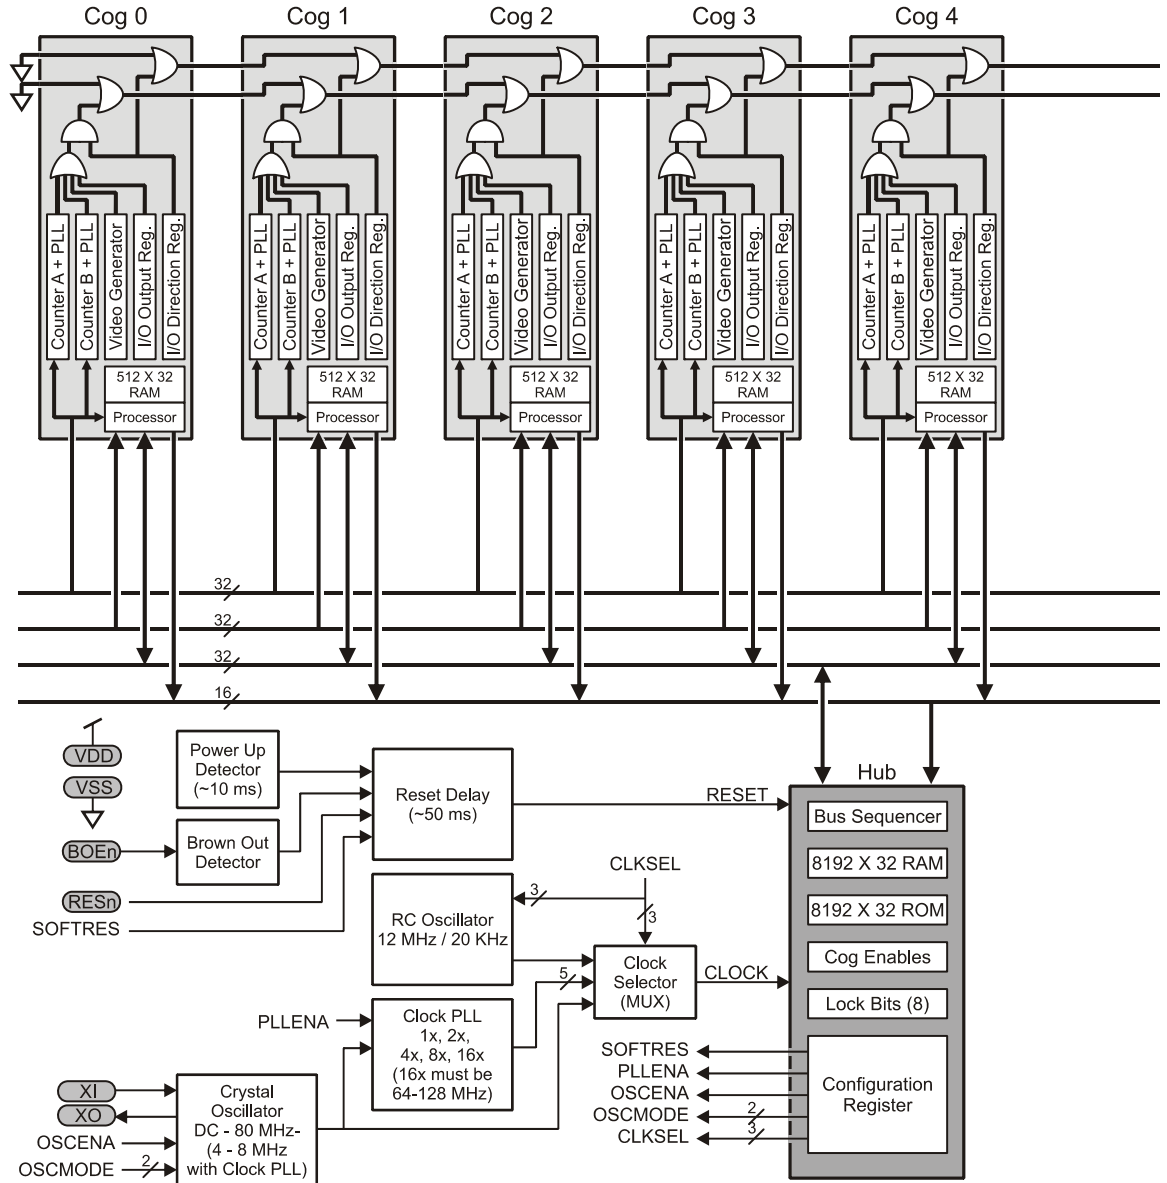 Cog 0
Cog 1
Cog 2
Cog 3
Cog 4
Counter A + PLL
Counter B + PLL
Video Generator
I/O Output Reg.
I/O Direction Reg.
512 X 32
RAM
Processor
Counter A + PLL
Counter B + PLL
Video Generator
I/O Output Reg.
I/O Direction Reg.
512 X 32
RAM
Processor
Counter A + PLL
Counter B + PLL
Video Generator
I/O Output Reg.
I/O Direction Reg.
512 X 32
RAM
Processor
Counter A + PLL
Counter B + PLL
Video Generator
I/O Output Reg.
I/O Direction Reg.
512 X 32
RAM
Processor
Counter A + PLL
Counter B + PLL
Video Generator
I/O Output Reg.
I/O Direction Reg.
512 X 32
RAM
Processor
32
32
32
16
VDD
VSS
BOEn
RESn
SOFTRES
Power Up
Detector
(~10 ms)
Brown Out
Detector
Reset Delay
(~50 ms)
RESET
CLKSEL
3
3
RC Oscillator
12 MHz / 20 KHz
Clock
Selector
(MUX)
CLOCK
5
PLLENA
Clock PLL
1x, 2x,
4x, 8x, 16x
(16x must be
64-128 MHz)
XI
XO
OSCENA
OSCMODE
2
Crystal
Oscillator
DC - 80 MHz-
(4 - 8 MHz
with Clock PLL)
Hub
Bus Sequencer
8192 X 32 RAM
8192 X 32 ROM
Cog Enables
Lock Bits (8)
Configuration
Register
SOFTRES
PLLENA
OSCENA
OSCMODE
2
CLKSEL
3